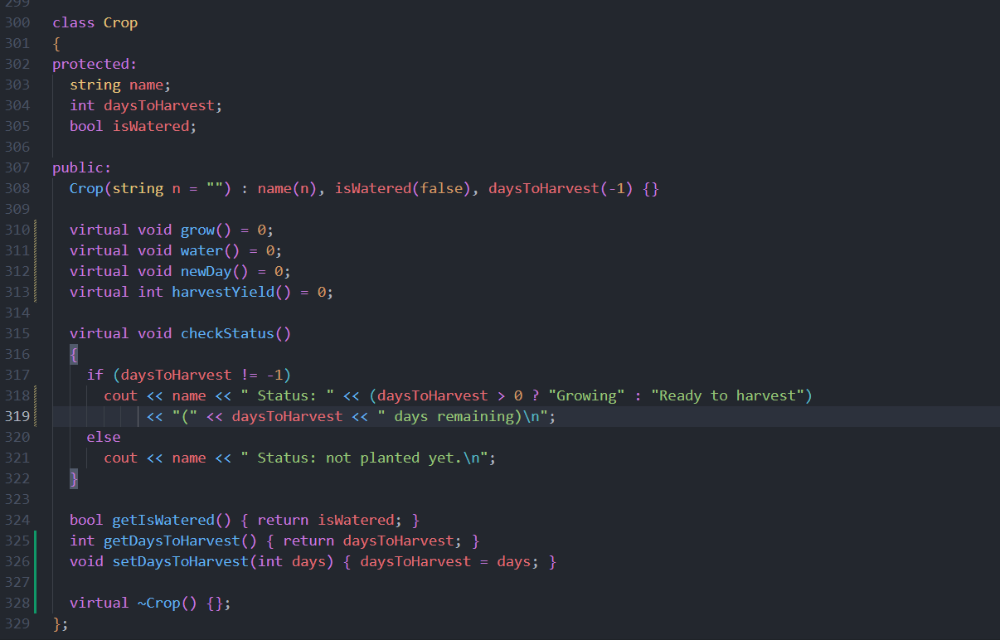 299
300 class Crop
301 {
302 protected:
303   string name;
304   int daysToHarvest;
305   bool isWatered;
306
307 public:
308   Crop(string n = "") : name(n), isWatered(false), daysToHarvest(-1) {}
309
310   virtual void grow() = 0;
311   virtual void water() = 0;
312   virtual void newDay() = 0;
313   virtual int harvestYield() = 0;
314
315   virtual void checkStatus()
316   {
317     if (daysToHarvest != -1)
318       cout << name << " Status: " << (daysToHarvest > 0 ? "Growing" : "Ready to harvest")
319            << "(" << daysToHarvest << " days remaining)\n";
320     else
321       cout << name << " Status: not planted yet.\n";
322   }
323
324   bool getIsWatered() { return isWatered; }
325   int getDaysToHarvest() { return daysToHarvest; }
326   void setDaysToHarvest(int days) { daysToHarvest = days; }
327
328   virtual ~Crop() {};
329 };